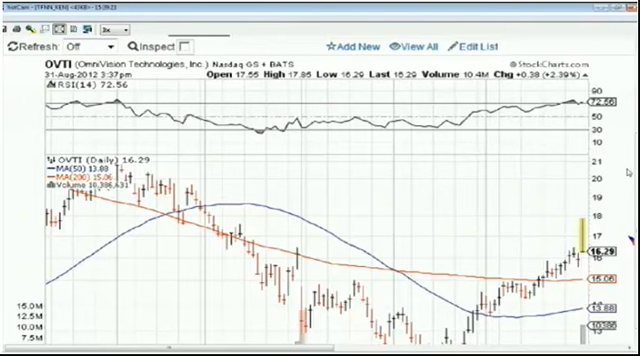 Refresh: Off Inspect Add New View All Edit List
OVTI (OmniVision Technologies, Inc.) Nasdaq GS + BATS © StockCharts.com
31-Aug-2012 3:37pm Open 17.55 High 17.85 Low 16.29 Last 16.29 Volume 10.4M Chg +0.38 (+2.39%)
RSI(14) 72.56
90
72.56
50
30
10
OVTI (Daily) 16.29
MA(50) 13.88
MA(200) 15.06
Volume 10,386,431
21
20
19
18
17
16.29
16
15.06
14
13.88
15.0M
12.5M
10.0M
7.5M
10386
13